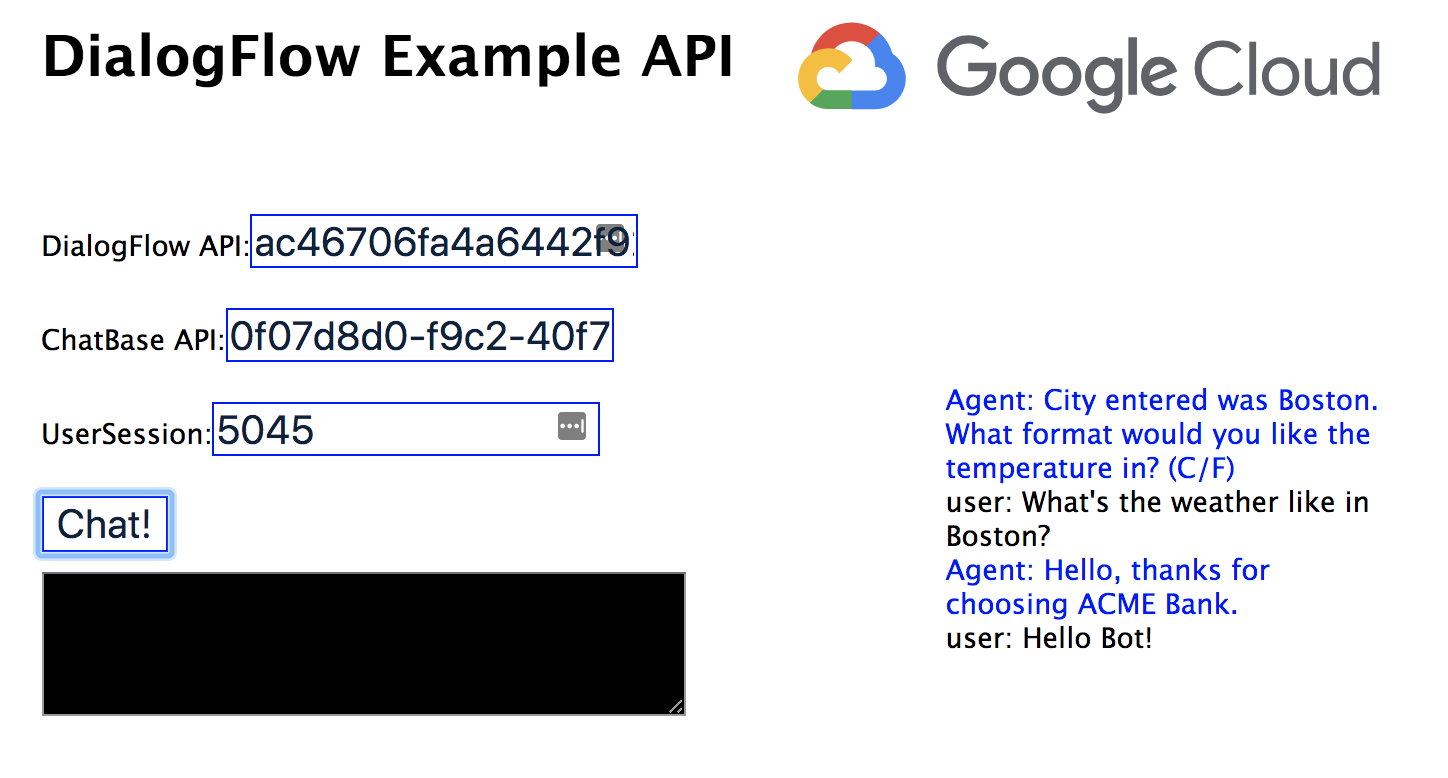 DialogFlow Example API
Google Cloud
DialogFlow API:ac46706fa4a6442f9
ChatBase API:0f07d8d0-f9c2-40f7
UserSession:5045
Chat!
Agent: City entered was Boston.
What format would you like the
temperature in? (C/F)
user: What's the weather like in
Boston?
Agent: Hello, thanks for
choosing ACME Bank.
user: Hello Bot!